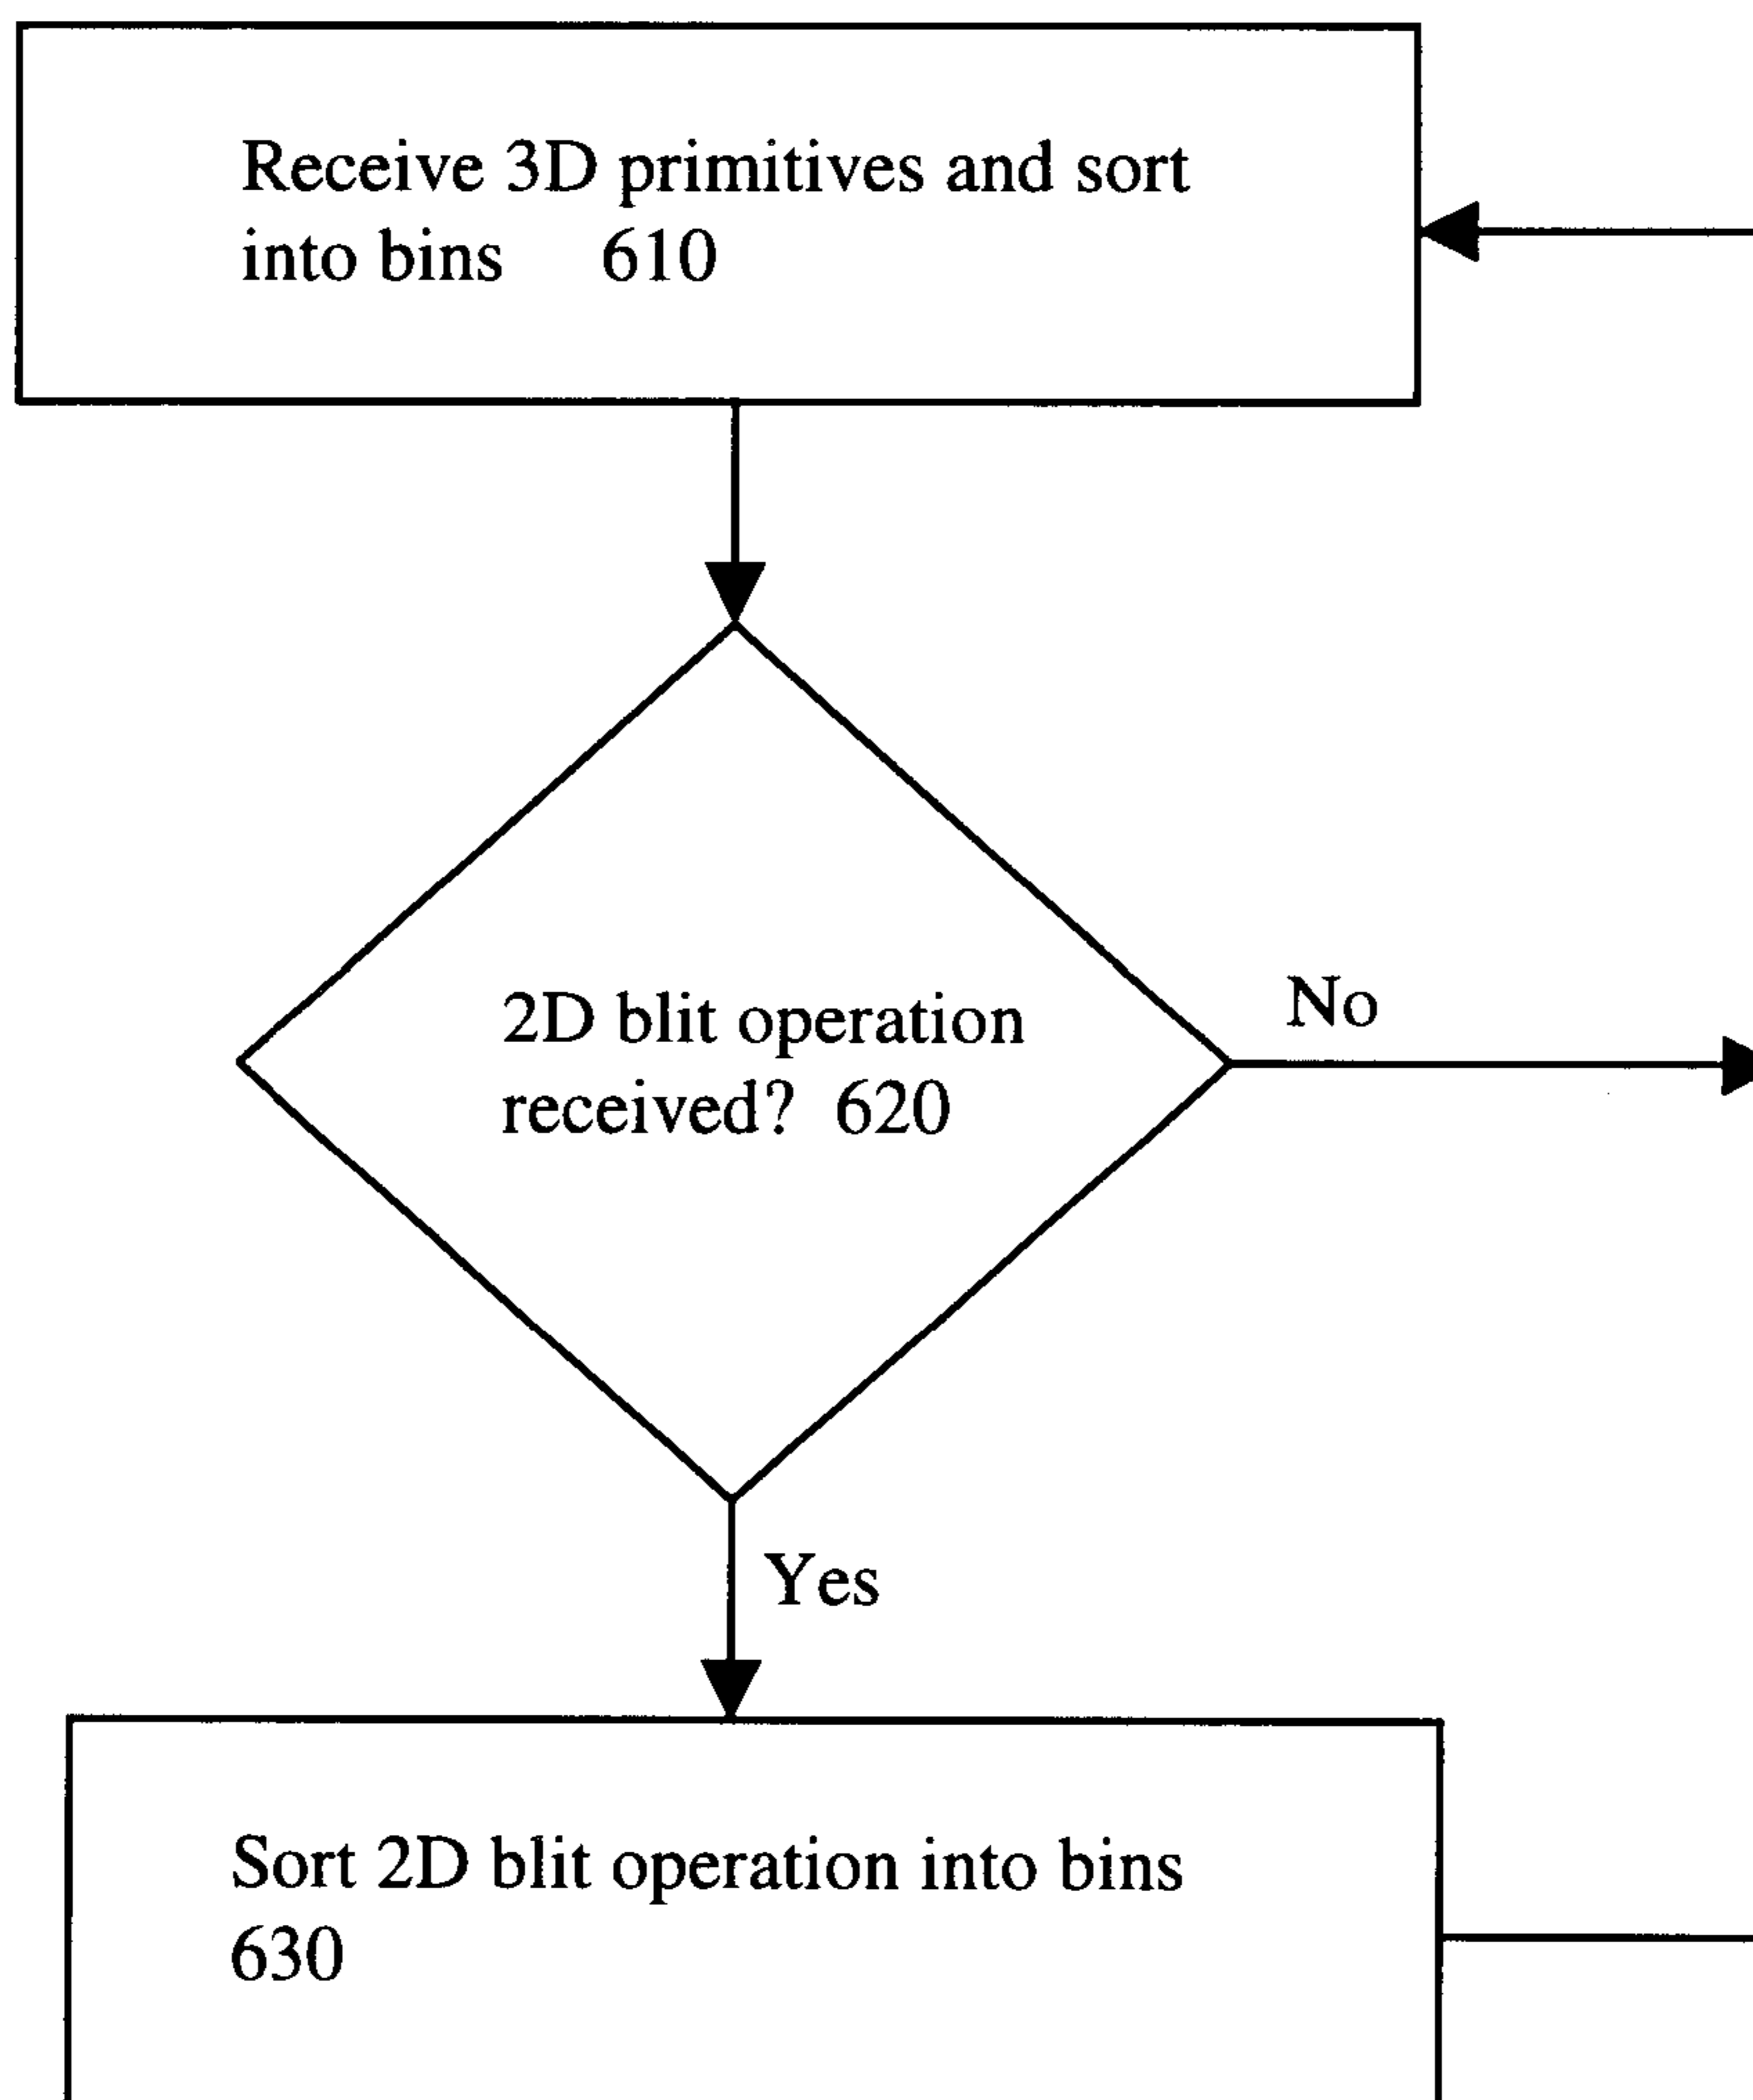 Receive 3D primitives and sort
into bins 610
2D blit operation
received? 620
No
Yes
Sort 2D blit operation into bins
630